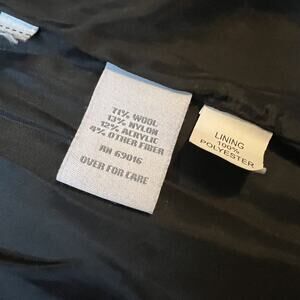 71% WOOL
13% NYLON
12% ACRYLIC
4% OTHER FIBER
RN 69016
OVER FOR CARE
LINING
100%
POLYESTER